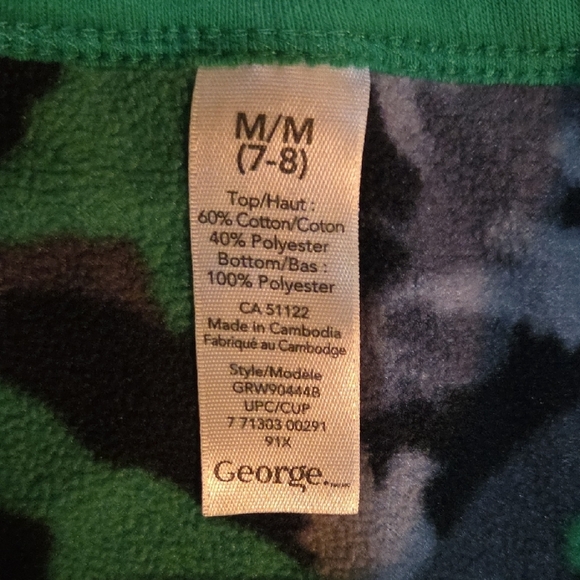 M/M
(7-8)
Top/Haut :
60% Cotton/Coton
40% Polyester
Bottom/Bas :
100% Polyester
CA 51122
Made in Cambodia
Fabriqué au Cambodge
Style/Modèle
GRW90444B
UPC/CUP
7 71303 00291
91X
George.